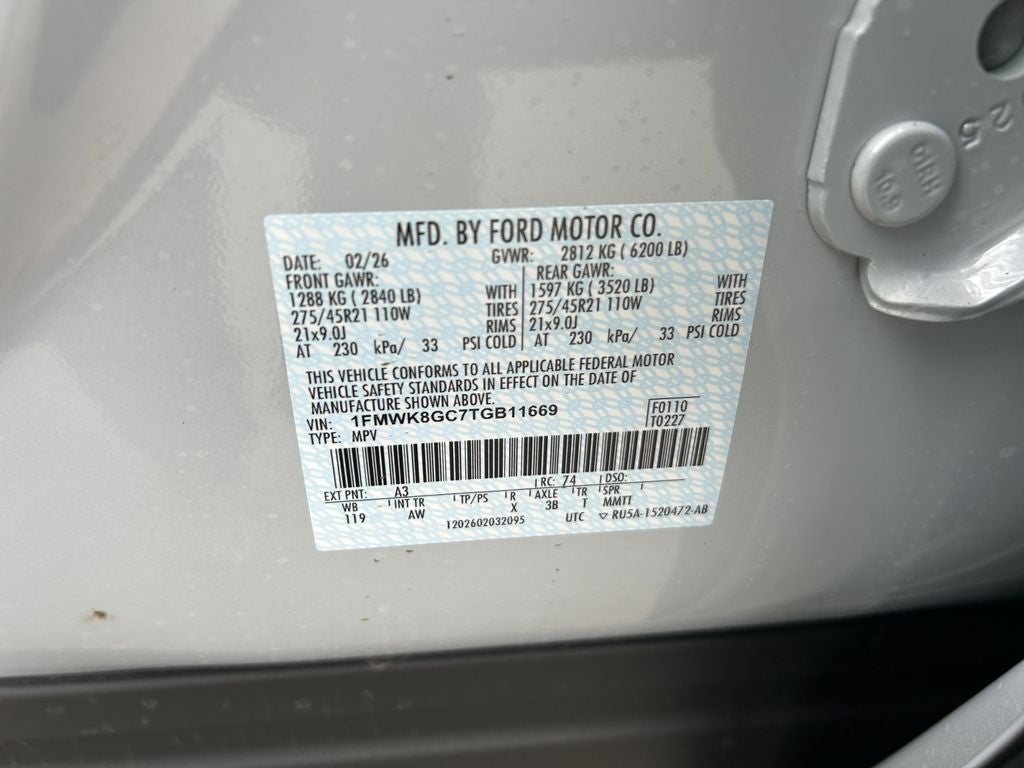 MFD. BY FORD MOTOR CO.
DATE: 02/26 GVWR: 2812 KG ( 6200 LB)
FRONT GAWR: REAR GAWR:
1288 KG ( 2840 LB) WITH 1597 KG ( 3520 LB) WITH
275/45R21 110W TIRES 275/45R21 110W TIRES
21x9.0J RIMS 21x9.0J RIMS
AT 230 kPa/ 33 PSI COLD AT 230 kPa/ 33 PSI COLD
THIS VEHICLE CONFORMS TO ALL APPLICABLE FEDERAL MOTOR
VEHICLE SAFETY STANDARDS IN EFFECT ON THE DATE OF
MANUFACTURE SHOWN ABOVE.
VIN: 1FMWK8GC7TGB11669 F0110
TYPE: MPV T0227
EXT PNT: A3 RC: 74 DSO:
WB INT TR TP/PS R AXLE TR SPR
119 AW X 3B T MMTT
1202602032095 UTC ▽ RU5A-1520472-AB
2 5
61RH
16.9